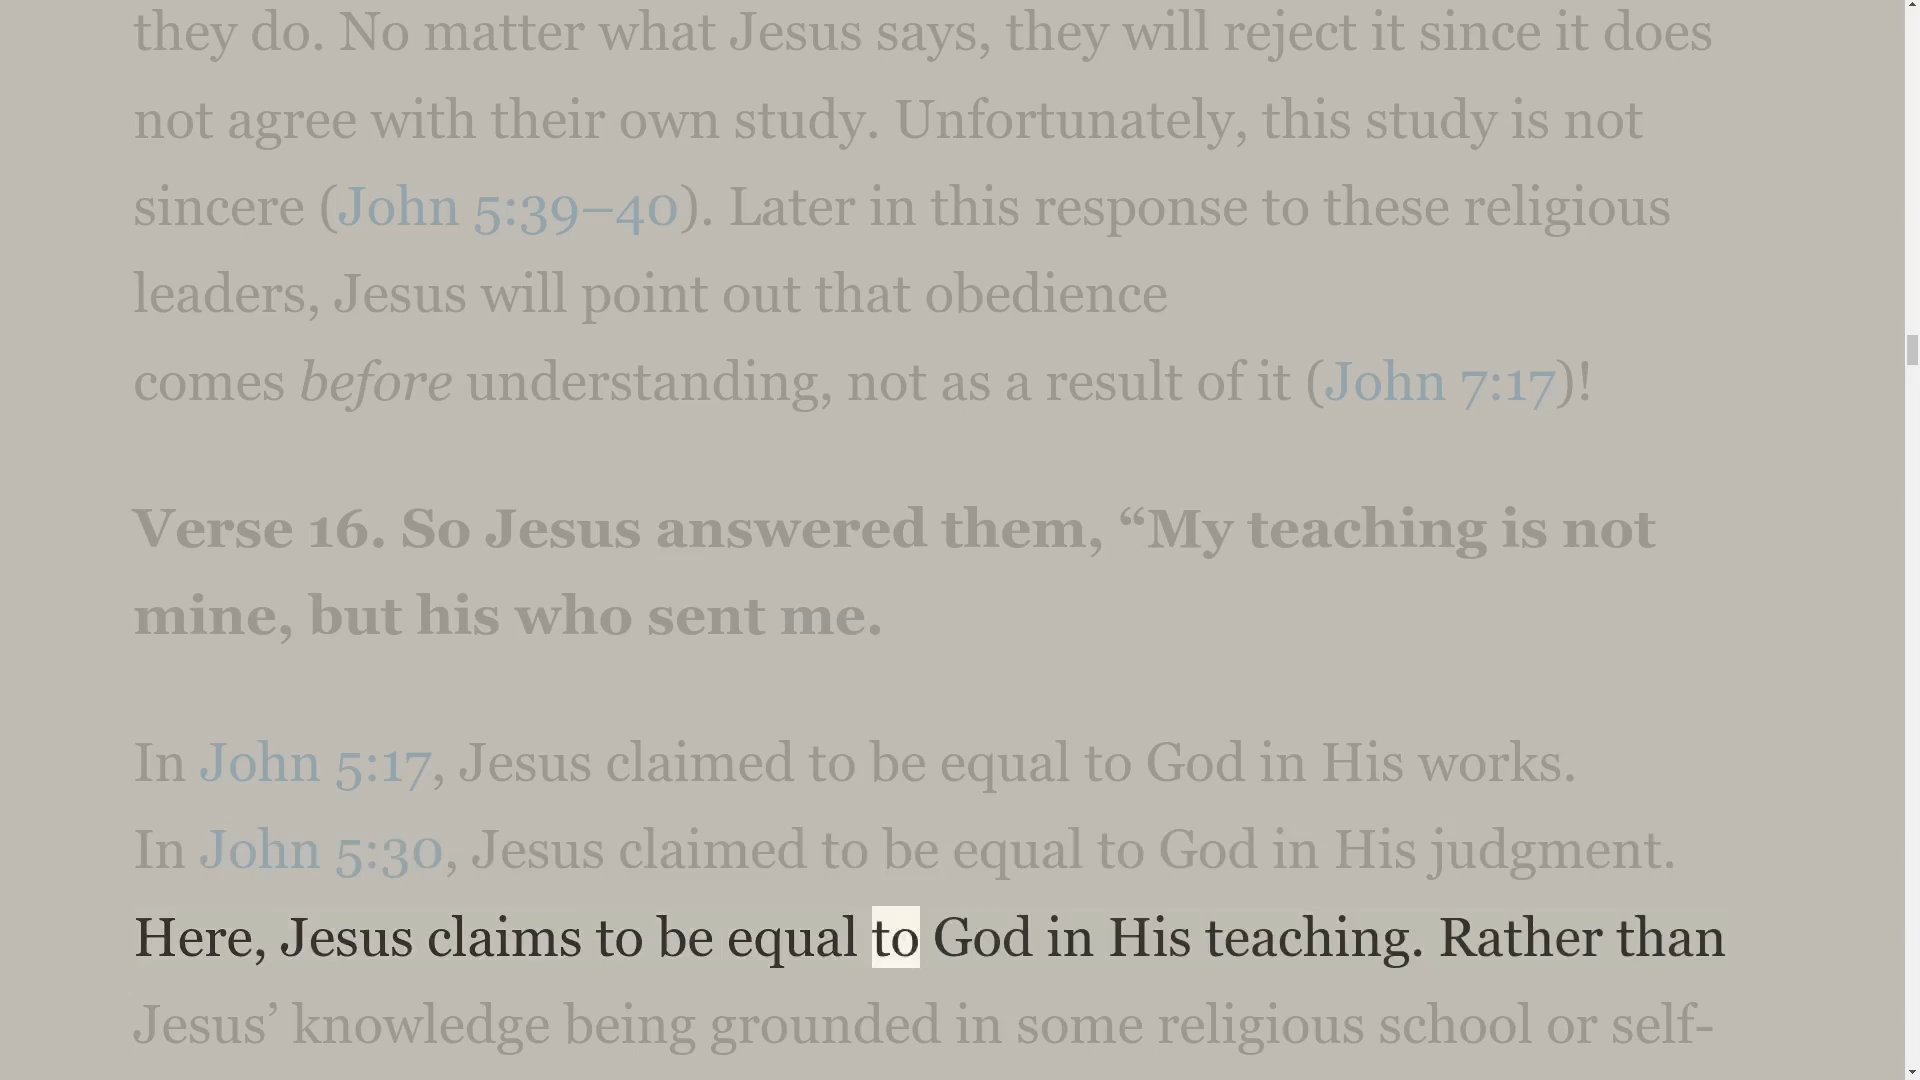 they do. No matter what Jesus says, they will reject it since it does
not agree with their own study. Unfortunately, this study is not
sincere (John 5:39–40). Later in this response to these religious
leaders, Jesus will point out that obedience
comes before understanding, not as a result of it (John 7:17)!
Verse 16. So Jesus answered them, “My teaching is not
mine, but his who sent me.
In John 5:17, Jesus claimed to be equal to God in His works.
In John 5:30, Jesus claimed to be equal to God in His judgment.
Here, Jesus claims to be equal to God in His teaching. Rather than
Jesus’ knowledge being grounded in some religious school or self-